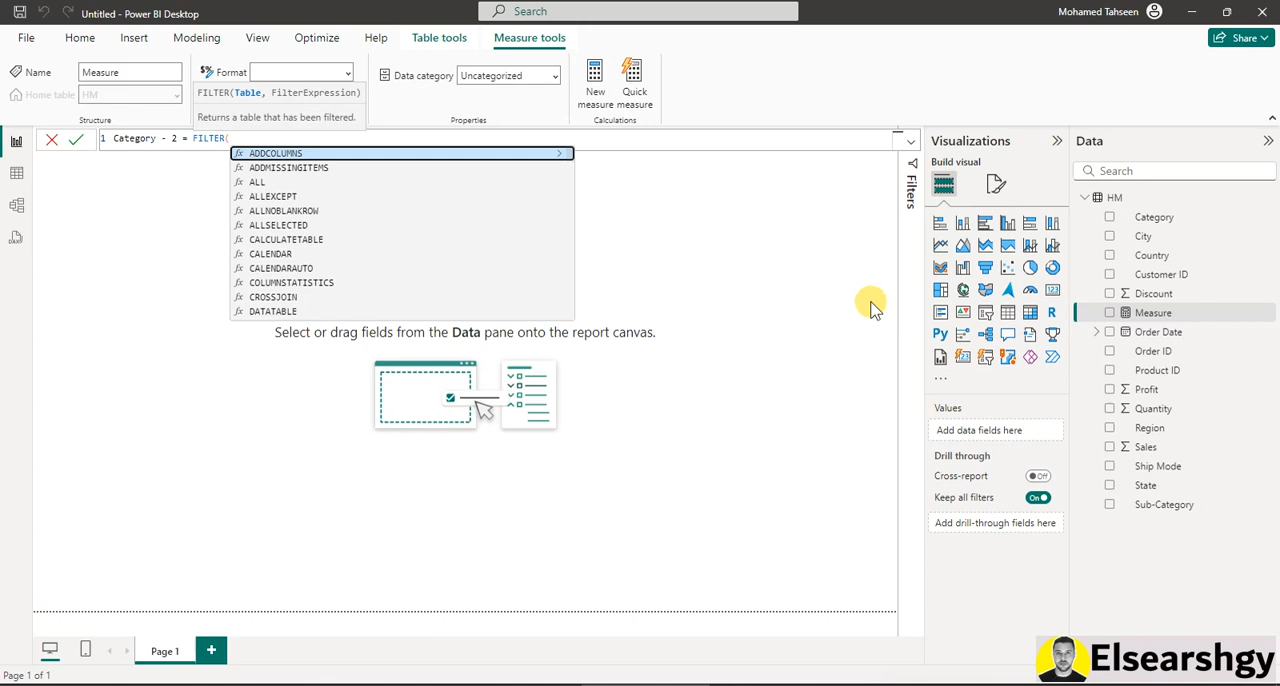 Untitled - Power BI Desktop
Search
Mohamed Tahseen
File
Home
Insert
Modeling
View
Optimize
Help
Table tools
Measure tools
Share
Name
Measure
Home table
HM
Structure
Format
FILTER(Table, FilterExpression)
Returns a table that has been filtered.
Data category
Uncategorized
Properties
New
measure
Quick
measure
Calculations
1 Category - 2 = FILTER(
ADDCOLUMNS
ADDMISSINGITEMS
ALL
ALLEXCEPT
ALLNOBLANKROW
ALLSELECTED
CALCULATETABLE
CALENDAR
CALENDARAUTO
COLUMNSTATISTICS
CROSSJOIN
DATATABLE
Select or drag fields from the Data pane onto the report canvas.
Filters
Visualizations
Build visual
Values
Add data fields here
Drill through
Cross-report
Off
Keep all filters
On
Add drill-through fields here
Data
Search
HM
Category
City
Country
Customer ID
Discount
Measure
Order Date
Order ID
Product ID
Profit
Quantity
Region
Sales
Ship Mode
State
Sub-Category
Page 1
Page 1 of 1
Elsearshgy